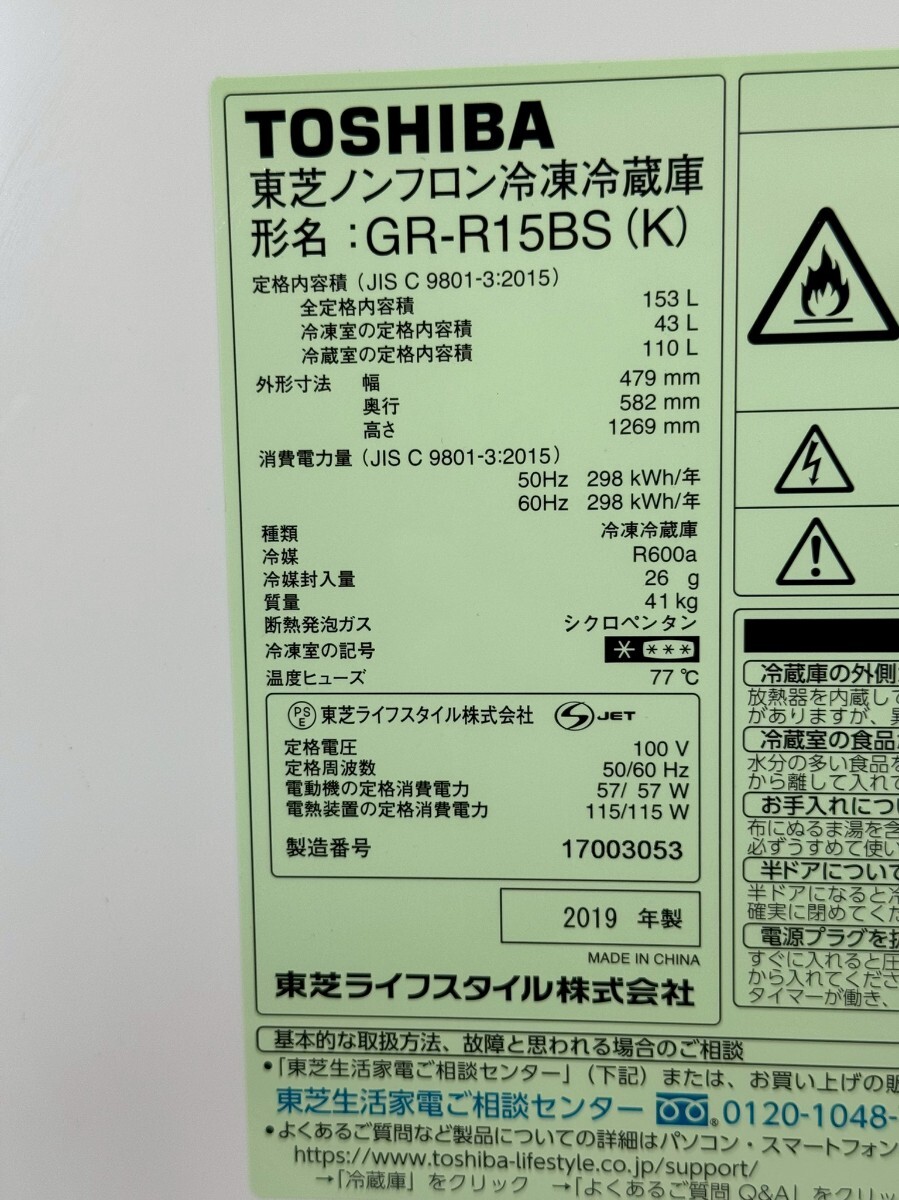 TOSHIBA
東芝ノンフロン冷凍冷蔵庫
形名：GR-R15BS (K)
定格内容積 (JIS C 9801-3:2015)
全定格内容積 153 L
冷凍室の定格内容積 43 L
冷蔵室の定格内容積 110 L
外形寸法 幅 479 mm
奥行 582 mm
高さ 1269 mm
消費電力量 (JIS C 9801-3:2015)
50Hz 298 kWh/年
60Hz 298 kWh/年
種類 冷凍冷蔵庫
冷媒 R600a
冷媒封入量 26 g
質量 41 kg
断熱発泡ガス シクロペンタン
冷凍室の記号
温度ヒューズ 77 ℃
PSE 東芝ライフスタイル株式会社 JET
定格電圧 100 V
定格周波数 50/60 Hz
電動機の定格消費電力 57/ 57 W
電熱装置の定格消費電力 115/115 W
製造番号 17003053
2019 年製
MADE IN CHINA
東芝ライフスタイル株式会社
冷蔵庫の外側
放熱器を内蔵して
がありますが、
冷蔵室の食品
水分の多い食品を
から離して入れて
お手入れについ
布にぬるま湯を含
必ずうすめて使い
半ドアについて
半ドアになると冷
確実に閉めてくだ
電源プラグを抜
すぐに入れると圧
から入れてくださ
タイマーが働き、
基本的な取扱方法、故障と思われる場合のご相談
•「東芝生活家電ご相談センター」（下記）または、お買い上げの販
東芝生活家電ご相談センター 0120-1048-
•よくあるご質問など製品についての詳細はパソコン・スマートフォン
https://www.toshiba-lifestyle.co.jp/support/
→「冷蔵庫」をクリック →「よくあるご質問 Q&A」をクリッ